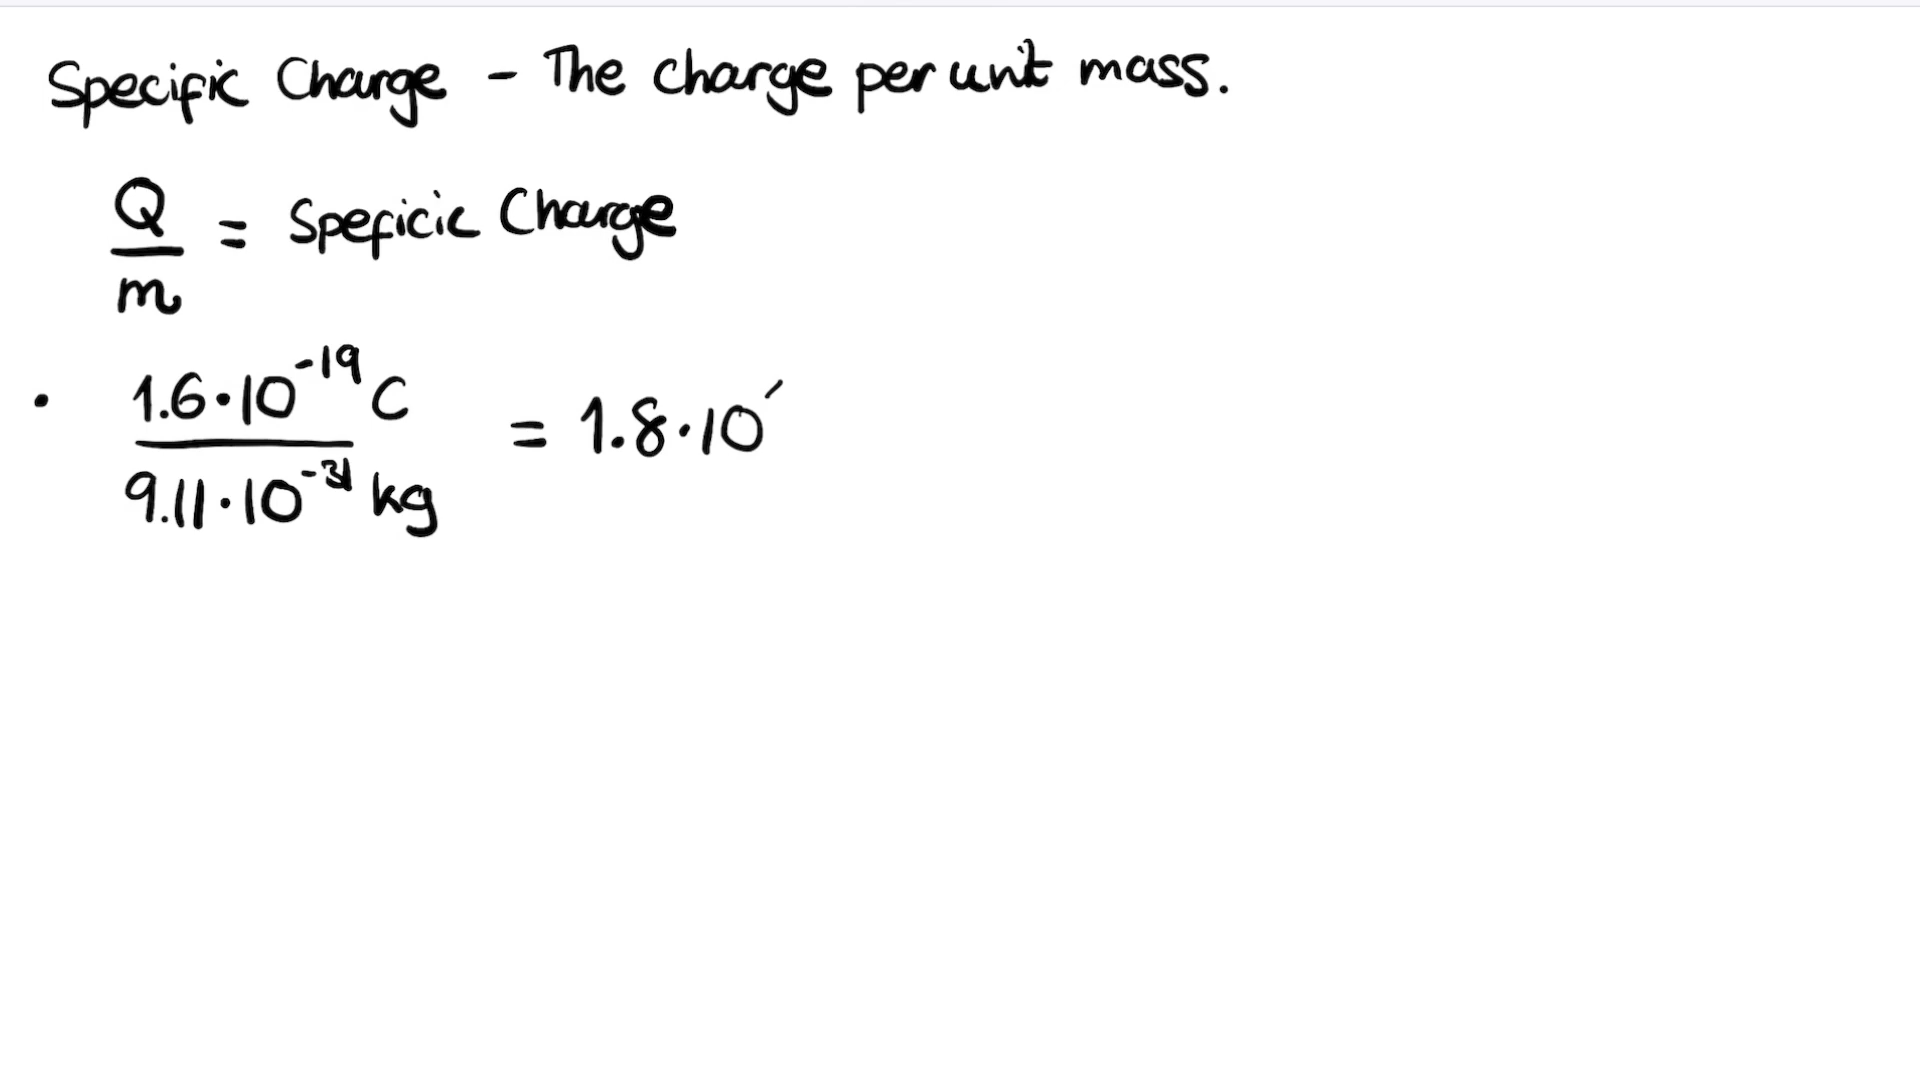 Specific Charge - The charge per unit mass.
Q/m = Speficic Charge
• 1.6·10^-19 C / 9.11·10^-31 kg = 1.8·10